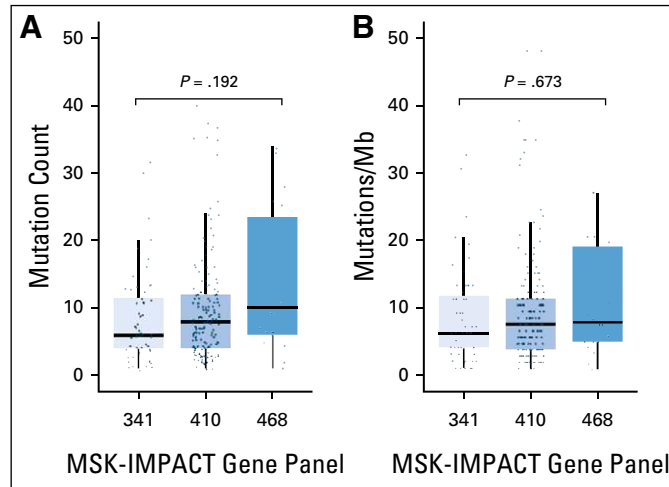 A
Mutation Count
50
40
30
20
10
0
P = .192
341 410 468
MSK-IMPACT Gene Panel
B
Mutations/Mb
50
40
30
20
10
0
P = .673
341 410 468
MSK-IMPACT Gene Panel